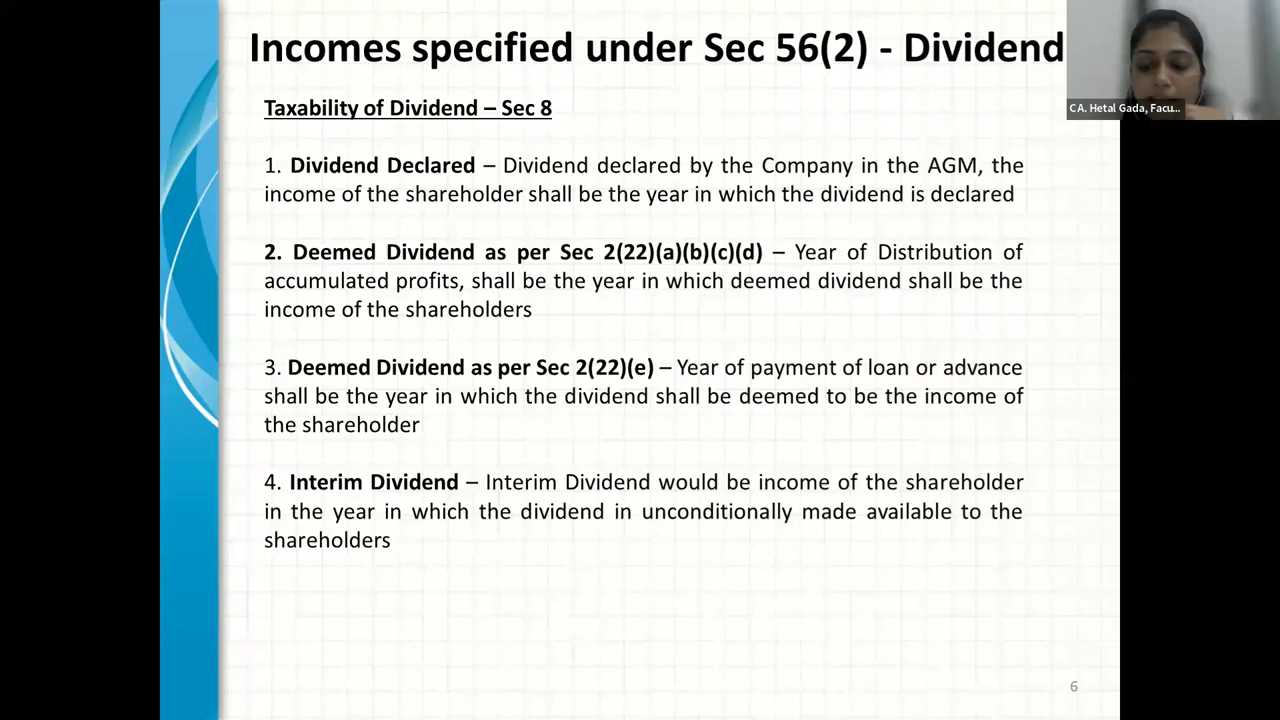 Incomes specified under Sec 56(2) - Dividend
CA. Hetal Gada, Facu...
Taxability of Dividend – Sec 8
1. Dividend Declared – Dividend declared by the Company in the AGM, the
income of the shareholder shall be the year in which the dividend is declared
2. Deemed Dividend as per Sec 2(22)(a)(b)(c)(d) – Year of Distribution of
accumulated profits, shall be the year in which deemed dividend shall be the
income of the shareholders
3. Deemed Dividend as per Sec 2(22)(e) – Year of payment of loan or advance
shall be the year in which the dividend shall be deemed to be the income of
the shareholder
4. Interim Dividend – Interim Dividend would be income of the shareholder
in the year in which the dividend in unconditionally made available to the
shareholders
6